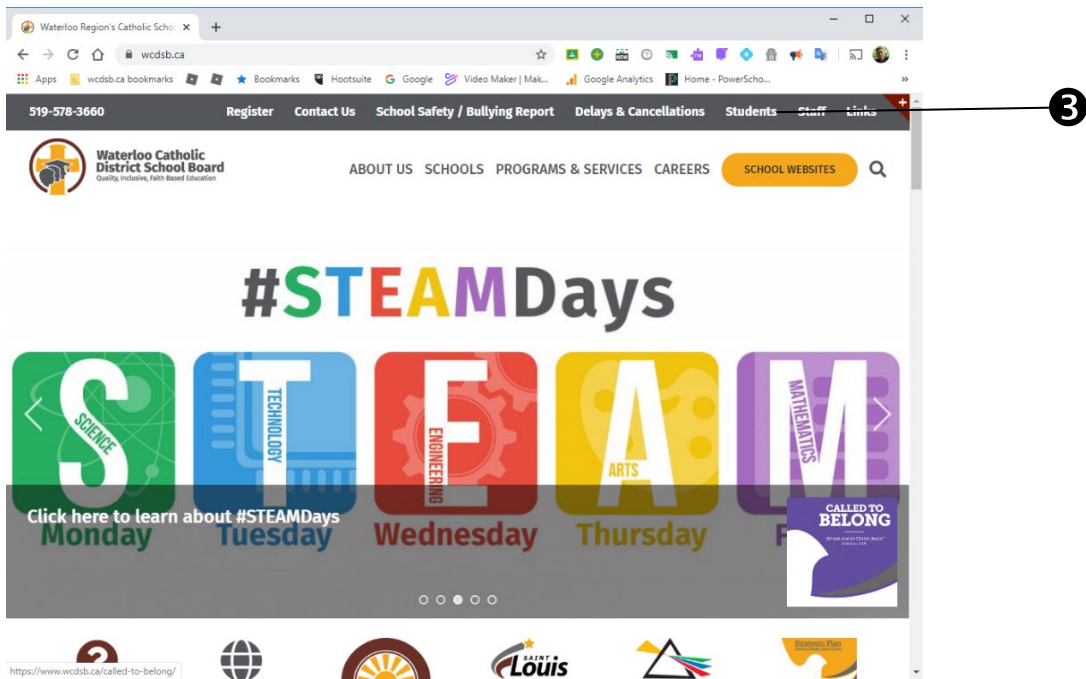 Waterloo Region's Catholic Scho
wcdsb.ca
Apps wcdsb.ca bookmarks Bookmarks Hootsuite Google Video Maker | Mak... Google Analytics Home - PowerScho...
519-578-3660 Register Contact Us School Safety / Bullying Report Delays & Cancellations Students Staff Links
3
Waterloo Catholic
District School Board
Quality, Inclusive, Faith Based Education
ABOUT US SCHOOLS PROGRAMS & SERVICES CAREERS SCHOOL WEBSITES
#STEAMDays
S T E A M
SCIENCE TECHNOLOGY ENGINEERING ARTS MATHEMATICS
Click here to learn about #STEAMDays
Monday Tuesday Wednesday Thursday F
CALLED TO
BELONG
?
SAINT
Louis
Strategic Plan
https://www.wcdsb.ca/called-to-belong/